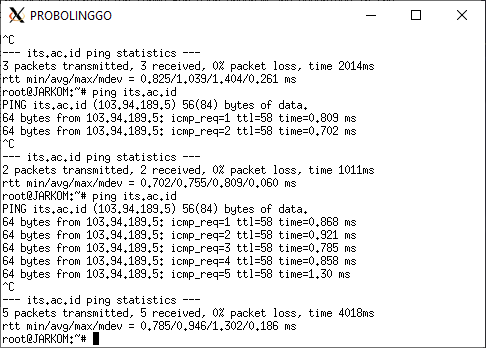 PROBOLINGGO
^C
--- its.ac.id ping statistics ---
3 packets transmitted, 3 received, 0% packet loss, time 2014ms
rtt min/avg/max/mdev = 0.825/1.039/1.404/0.261 ms
root@JARKOM:~# ping its.ac.id
PING its.ac.id (103.94.189.5) 56(84) bytes of data.
64 bytes from 103.94.189.5: icmp_req=1 ttl=58 time=0.809 ms
64 bytes from 103.94.189.5: icmp_req=2 ttl=58 time=0.702 ms
^C
--- its.ac.id ping statistics ---
2 packets transmitted, 2 received, 0% packet loss, time 1011ms
rtt min/avg/max/mdev = 0.702/0.755/0.809/0.060 ms
root@JARKOM:~# ping its.ac.id
PING its.ac.id (103.94.189.5) 56(84) bytes of data.
64 bytes from 103.94.189.5: icmp_req=1 ttl=58 time=0.868 ms
64 bytes from 103.94.189.5: icmp_req=2 ttl=58 time=0.921 ms
64 bytes from 103.94.189.5: icmp_req=3 ttl=58 time=0.785 ms
64 bytes from 103.94.189.5: icmp_req=4 ttl=58 time=0.858 ms
64 bytes from 103.94.189.5: icmp_req=5 ttl=58 time=1.30 ms
^C
--- its.ac.id ping statistics ---
5 packets transmitted, 5 received, 0% packet loss, time 4018ms
rtt min/avg/max/mdev = 0.785/0.946/1.302/0.186 ms
root@JARKOM:~#